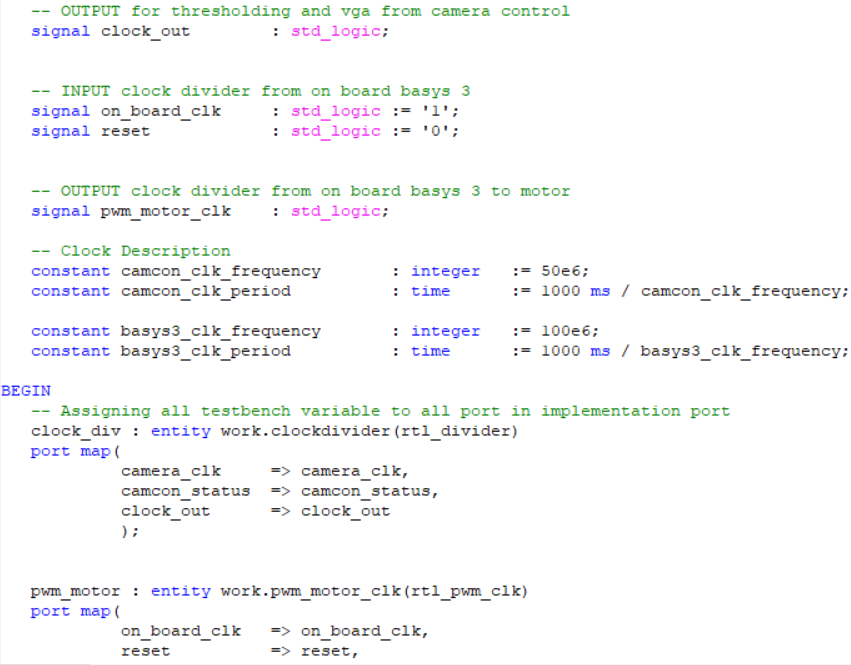 -- OUTPUT for thresholding and vga from camera control
signal clock_out : std_logic;
-- INPUT clock divider from on board basys 3
signal on_board_clk : std_logic := '1';
signal reset : std_logic := '0';
-- OUTPUT clock divider from on board basys 3 to motor
signal pwm_motor_clk : std_logic;
-- Clock Description
constant camcon_clk_frequency : integer := 50e6;
constant camcon_clk_period : time := 1000 ms / camcon_clk_frequency;
constant basys3_clk_frequency : integer := 100e6;
constant basys3_clk_period : time := 1000 ms / basys3_clk_frequency;
BEGIN
-- Assigning all testbench variable to all port in implementation port
clock_div : entity work.clockdivider(rtl_divider)
port map(
camera_clk => camera_clk,
camcon_status => camcon_status,
clock_out => clock_out
);
pwm_motor : entity work.pwm_motor_clk(rtl_pwm_clk)
port map(
on_board_clk => on_board_clk,
reset => reset,